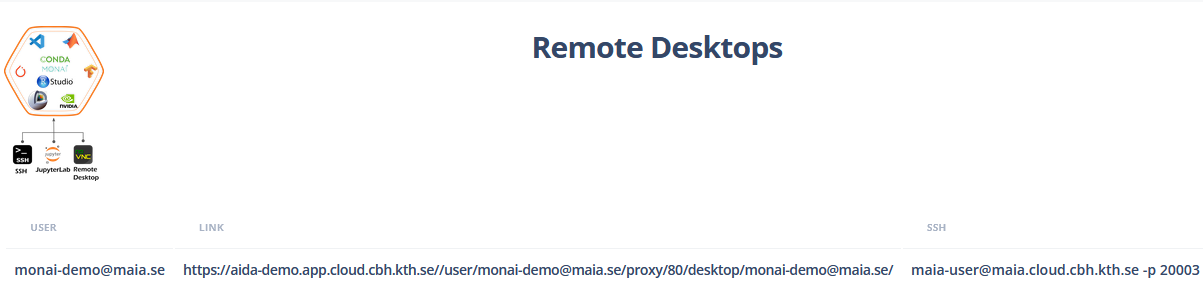 Remote Desktops
CONDA
MONAI
Studio
NVIDIA
>_
SSH
jupyter
VNC
SSH
JupyterLab
Remote
Desktop
USER
LINK
SSH
monai-demo@maia.se
https://aida-demo.app.cloud.cbh.kth.se//user/monai-demo@maia.se/proxy/80/desktop/monai-demo@maia.se/
maia-user@maia.cloud.cbh.kth.se -p 20003